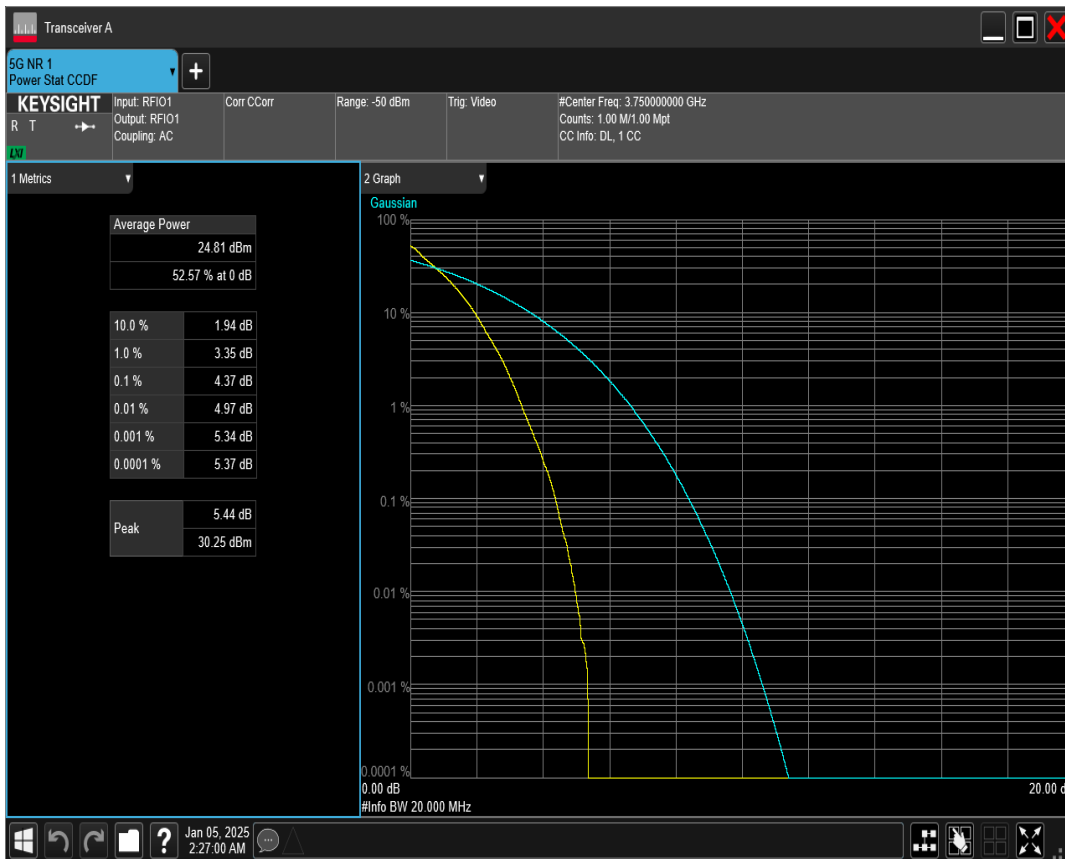 Transceiver A
5G NR 1
Power Stat CCDF
KEYSIGHT
R T
LXI
Input: RFIO1
Output: RFIO1
Coupling: AC
Corr CCorr
Range: -50 dBm
Trig: Video
#Center Freq: 3.750000000 GHz
Counts: 1.00 M/1.00 Mpt
CC Info: DL, 1 CC
1 Metrics
Average Power
24.81 dBm
52.57 % at 0 dB
10.0 % 1.94 dB
1.0 % 3.35 dB
0.1 % 4.37 dB
0.01 % 4.97 dB
0.001 % 5.34 dB
0.0001 % 5.37 dB
Peak
5.44 dB
30.25 dBm
2 Graph
Gaussian
100 %
10 %
1 %
0.1 %
0.01 %
0.001 %
0.0001 %
0.00 dB
20.00 d
#Info BW 20.000 MHz
?
Jan 05, 2025
2:27:00 AM